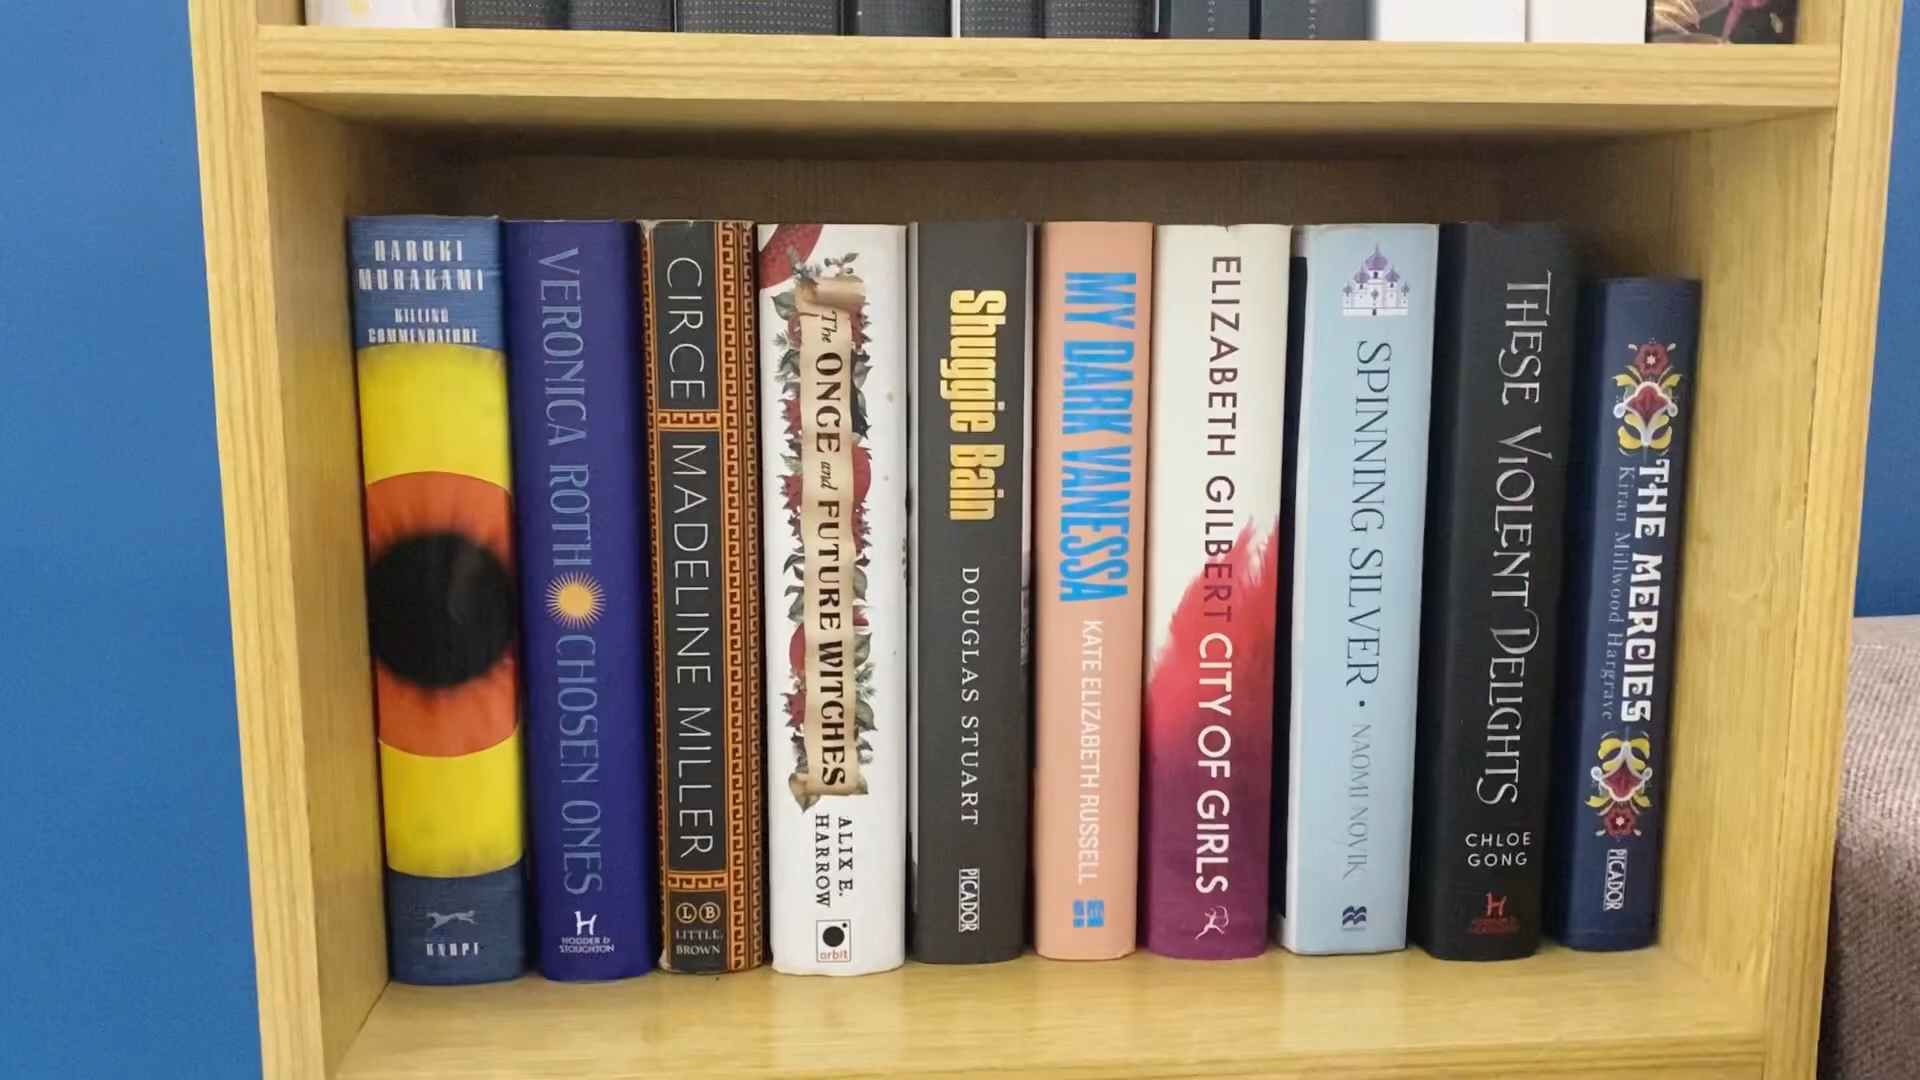 HARUKI
MURAKAMI
KILLING
COMMENDATORE
KNOPF
VERONICA ROTH CHOSEN ONES
H
HODDER &
STOUGHTON
CIRCE MADELINE MILLER
LB
LITTLE,
BROWN
The ONCE and FUTURE WITCHES
ALIX E.
HARROW
orbit
Shuggie Bain DOUGLAS STUART PICADOR
MY DARK VANESSA KATE ELIZABETH RUSSELL
ELIZABETH GILBERT CITY OF GIRLS
SPINNING SILVER • NAOMI NOVIK
THESE VIOLENT DELIGHTS
CHLOE
GONG
H
THE MERCIES
Kiran Millwood Hargrave
PICADOR